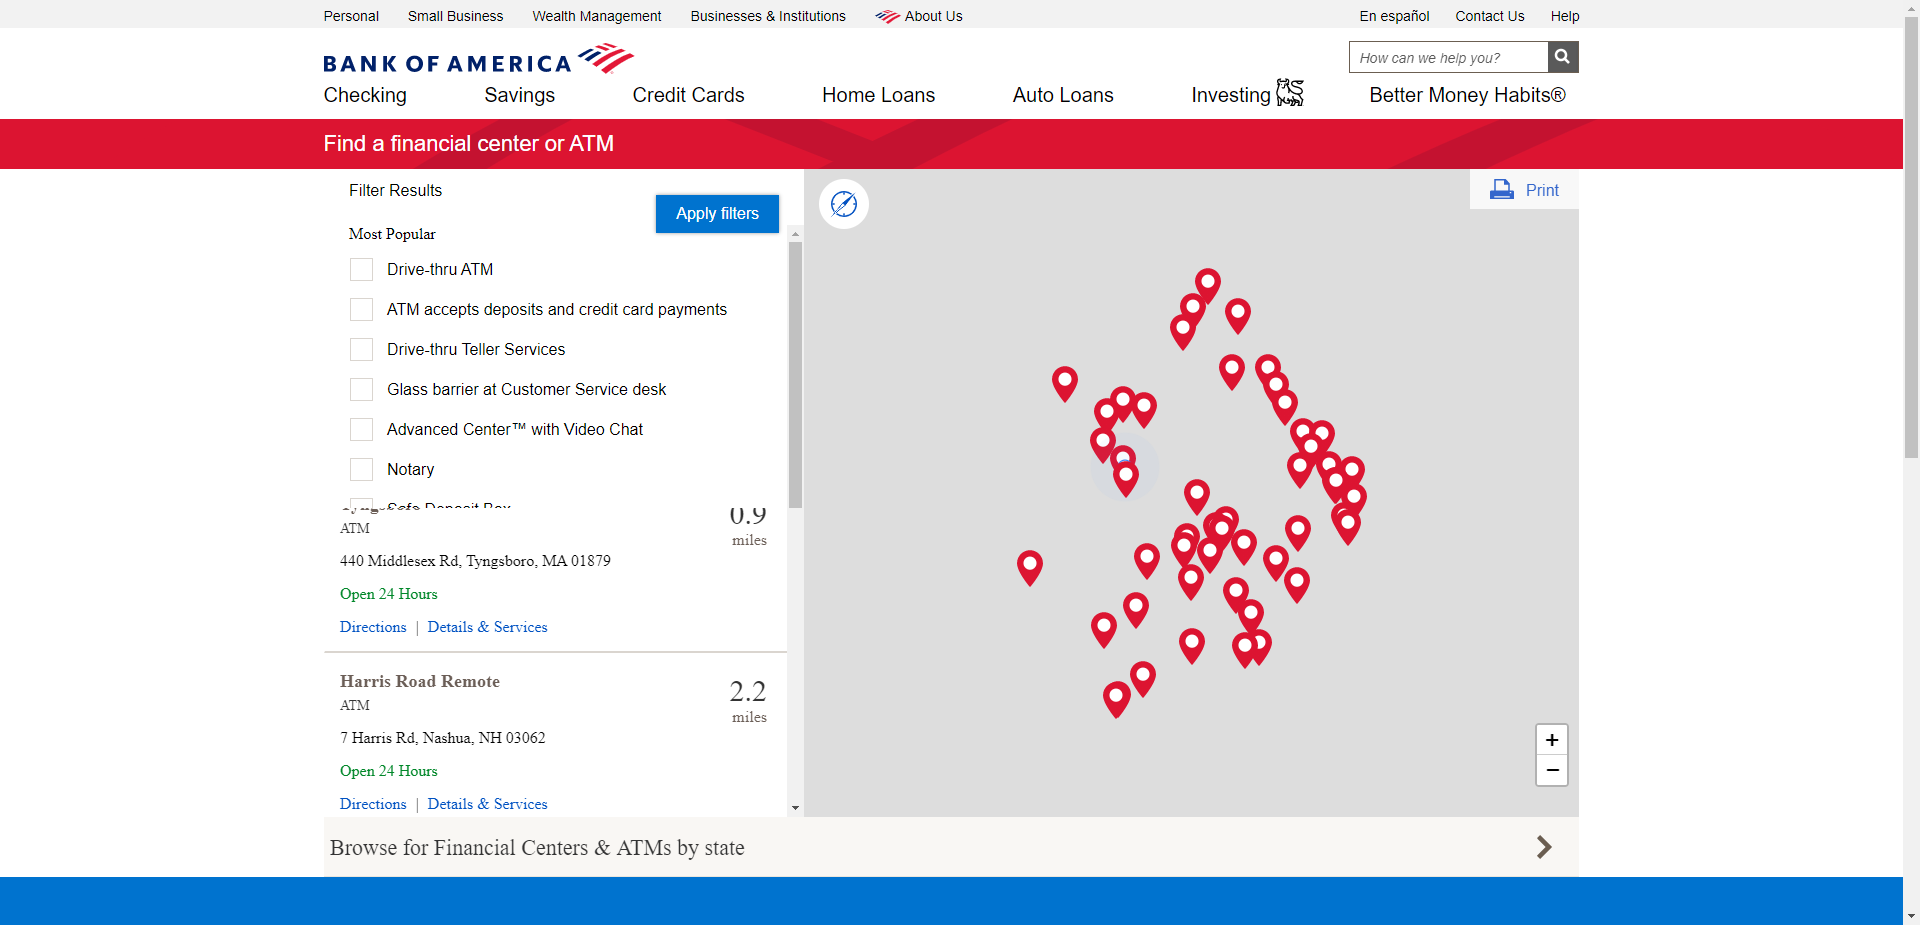 Personal Small Business Wealth Management Businesses & Institutions About Us En español Contact Us Help
BANK OF AMERICA
How can we help you?
Checking Savings Credit Cards Home Loans Auto Loans Investing Better Money Habits®
Find a financial center or ATM
Filter Results
Apply filters
Print
Most Popular
Drive-thru ATM
ATM accepts deposits and credit card payments
Drive-thru Teller Services
Glass barrier at Customer Service desk
Advanced Center™ with Video Chat
Notary
Safe Deposit Box
0.9
ATM
miles
440 Middlesex Rd, Tyngsboro, MA 01879
Open 24 Hours
Directions | Details & Services
Harris Road Remote
2.2
ATM
miles
7 Harris Rd, Nashua, NH 03062
Open 24 Hours
Directions | Details & Services
+
−
Browse for Financial Centers & ATMs by state